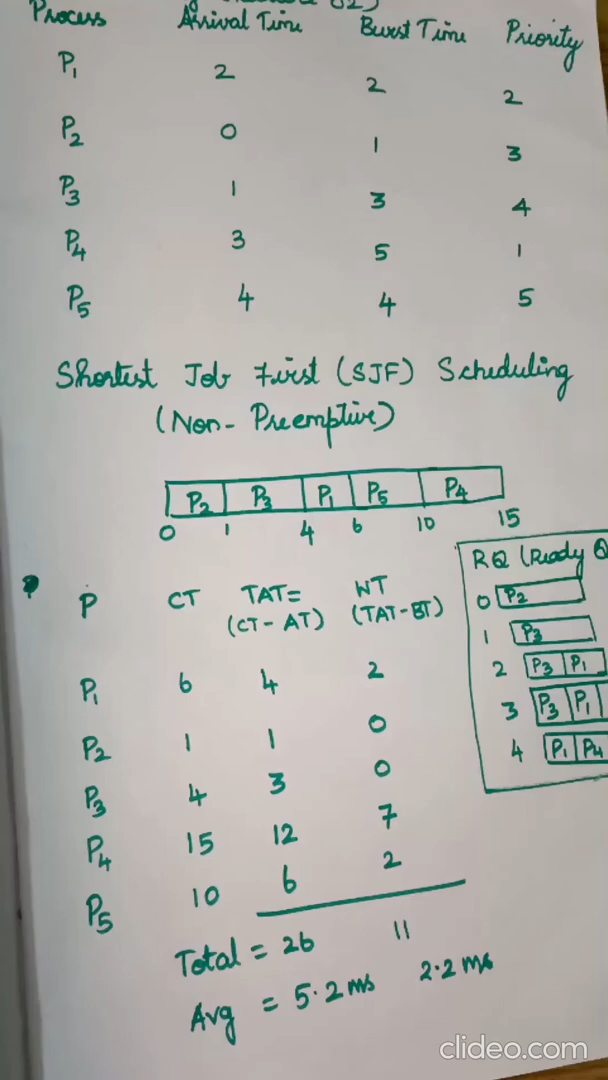 Process Arrival Time Burst Time Priority
P1 2 2 2
P2 0 1 3
P3 1 3 4
P4 3 5 1
P5 4 4 5
Shortest Job First (SJF) Scheduling
(Non-Preemptive)
P2 P3 P1 P5 P4
0 1 4 6 10 15
RQ (Ready Q
0 P2
1 P3
2 P3 P1
3 P3 P1
4 P1 P4
P CT TAT= WT
(CT-AT) (TAT-BT)
P1 6 4 2
P2 1 1 0
P3 4 3 0
P4 15 12 7
P5 10 6 2
Total = 26 11
Avg = 5.2ms 2.2ms
clideo.com